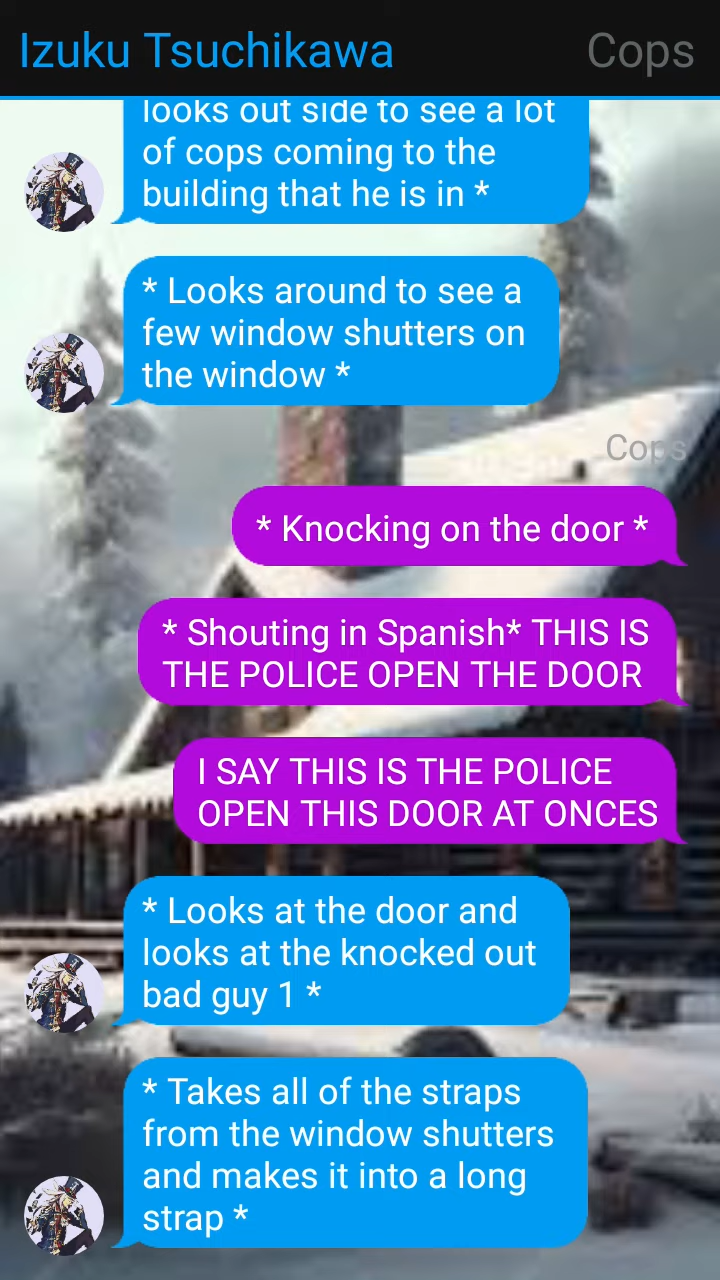 Izuku Tsuchikawa
Cops
looks out side to see a lot
of cops coming to the
building that he is in *
* Looks around to see a
few window shutters on
the window *
Cops
* Knocking on the door *
* Shouting in Spanish* THIS IS
THE POLICE OPEN THE DOOR
I SAY THIS IS THE POLICE
OPEN THIS DOOR AT ONCES
* Looks at the door and
looks at the knocked out
bad guy 1 *
* Takes all of the straps
from the window shutters
and makes it into a long
strap *